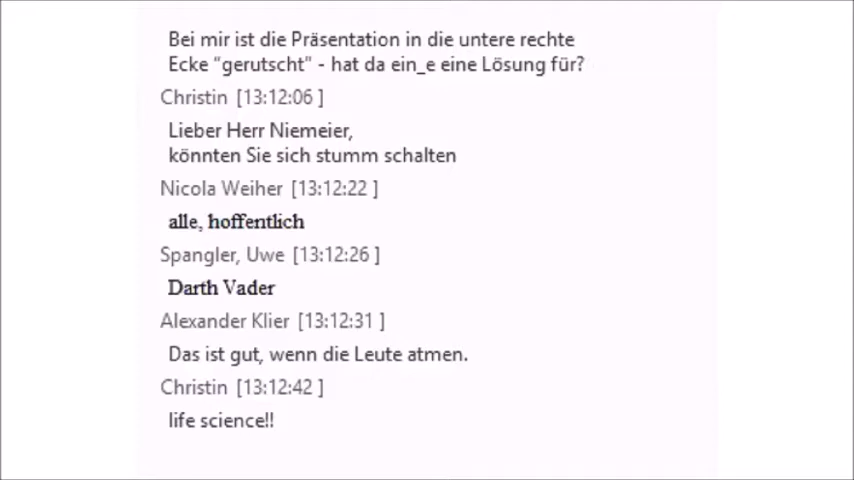 Bei mir ist die Präsentation in die untere rechte
Ecke “gerutscht” - hat da ein_e eine Lösung für?
Christin [13:12:06 ]
Lieber Herr Niemeier,
könnten Sie sich stumm schalten
Nicola Weiher [13:12:22 ]
alle, hoffentlich
Spangler, Uwe [13:12:26 ]
Darth Vader
Alexander Klier [13:12:31 ]
Das ist gut, wenn die Leute atmen.
Christin [13:12:42 ]
life science!!